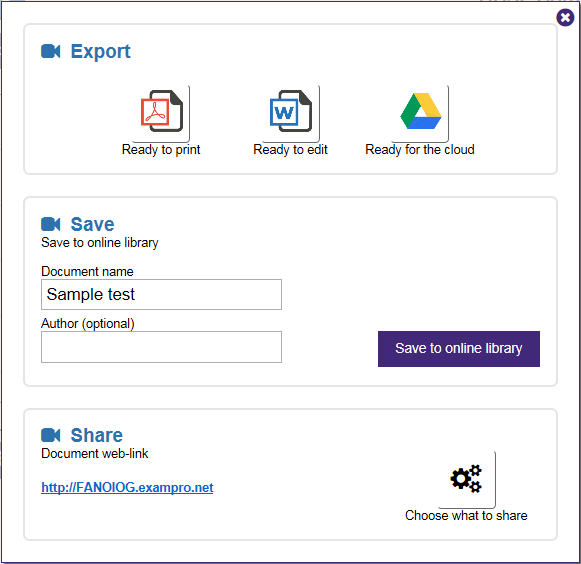 Export
W
Ready to print
Ready to edit
Ready for the cloud
Save
Save to online library
Document name
Sample test
Author (optional)
Save to online library
Share
Document web-link
http://FANOIOG.exampro.net
Choose what to share